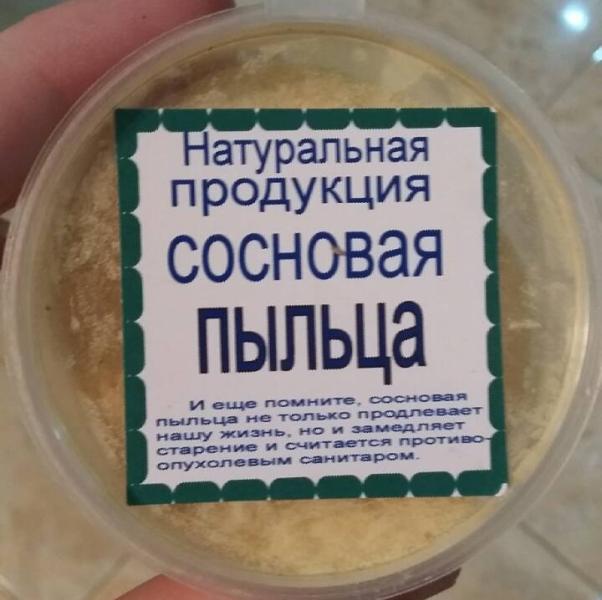 Натуральная
продукция
сосновая
пыльца
И еще помните, сосновая
пыльца не только продлевает
нашу жизнь, но и замедляет
старение и считается противо-
опухолевым санитаром.